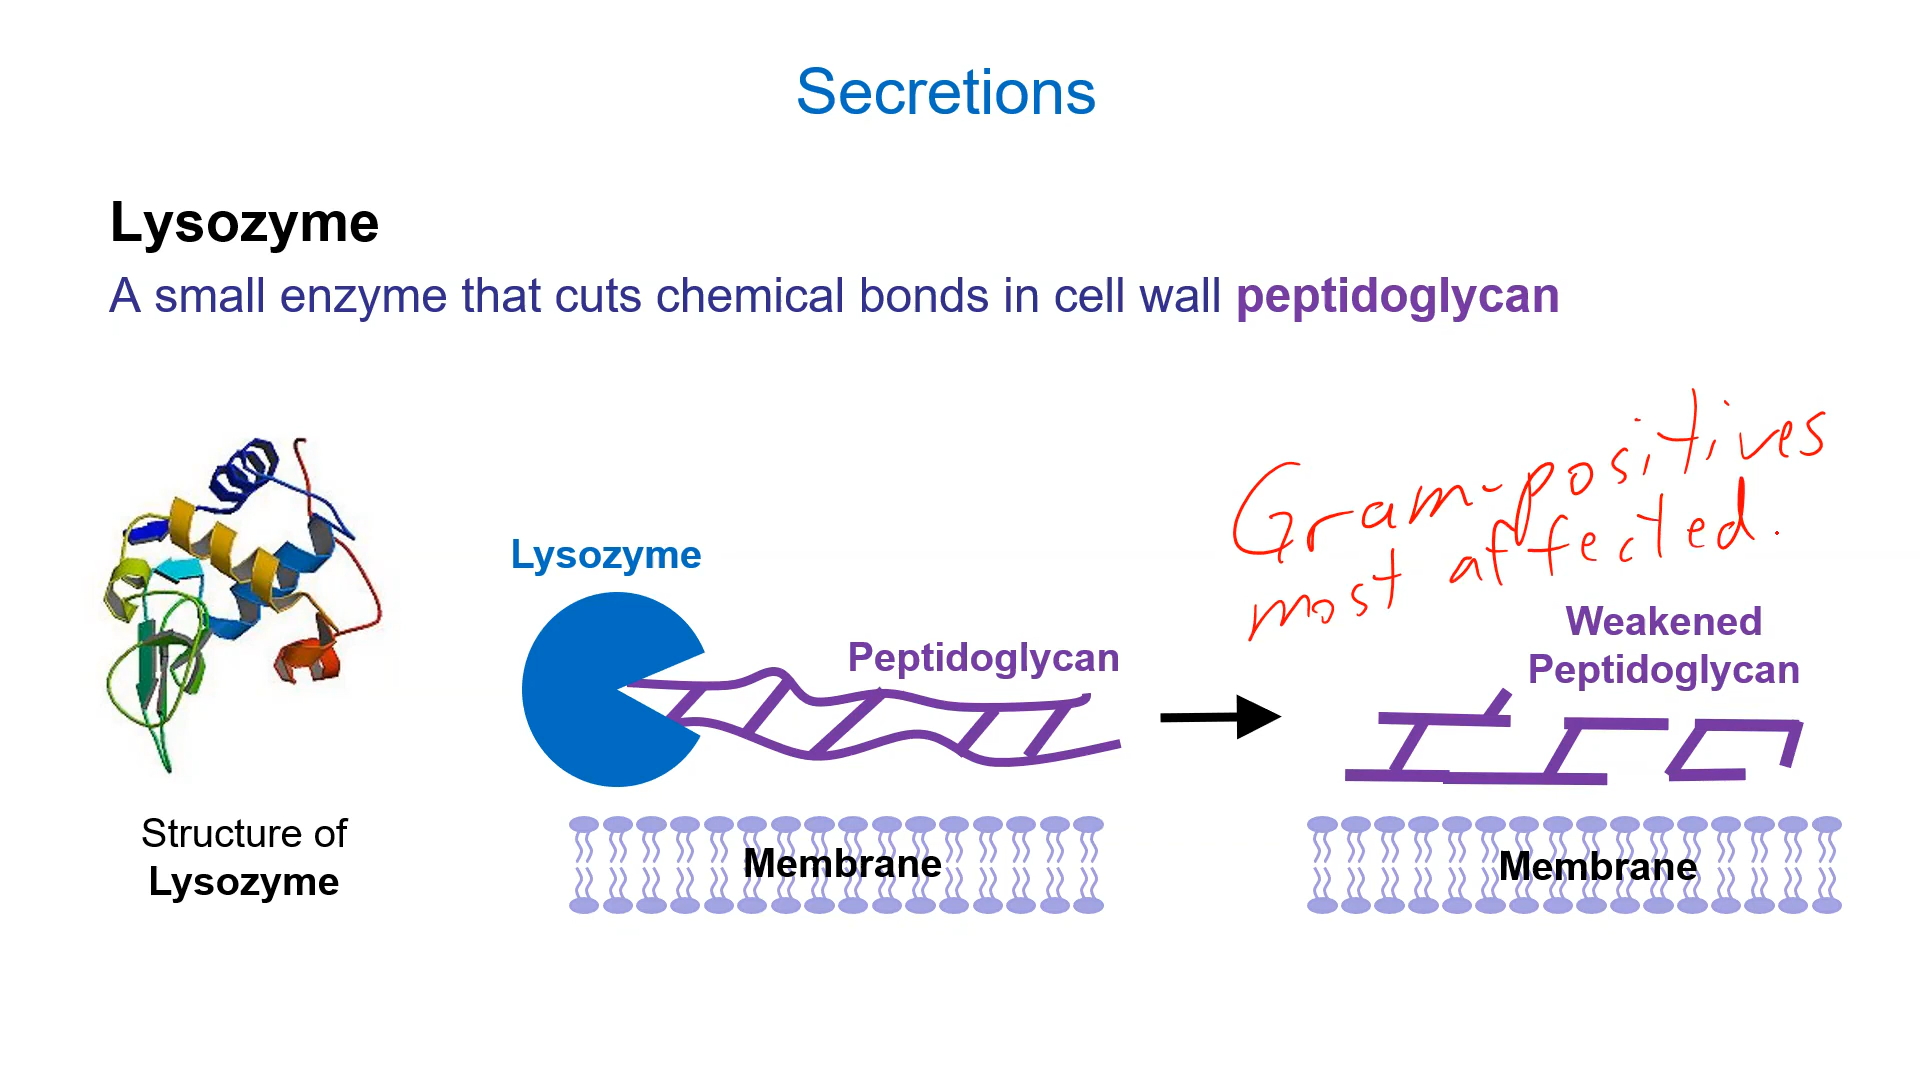 Secretions
Lysozyme
A small enzyme that cuts chemical bonds in cell wall peptidoglycan
Gram-positives
most affected.
Lysozyme
Peptidoglycan
Weakened
Peptidoglycan
Structure of
Lysozyme
Membrane
Membrane